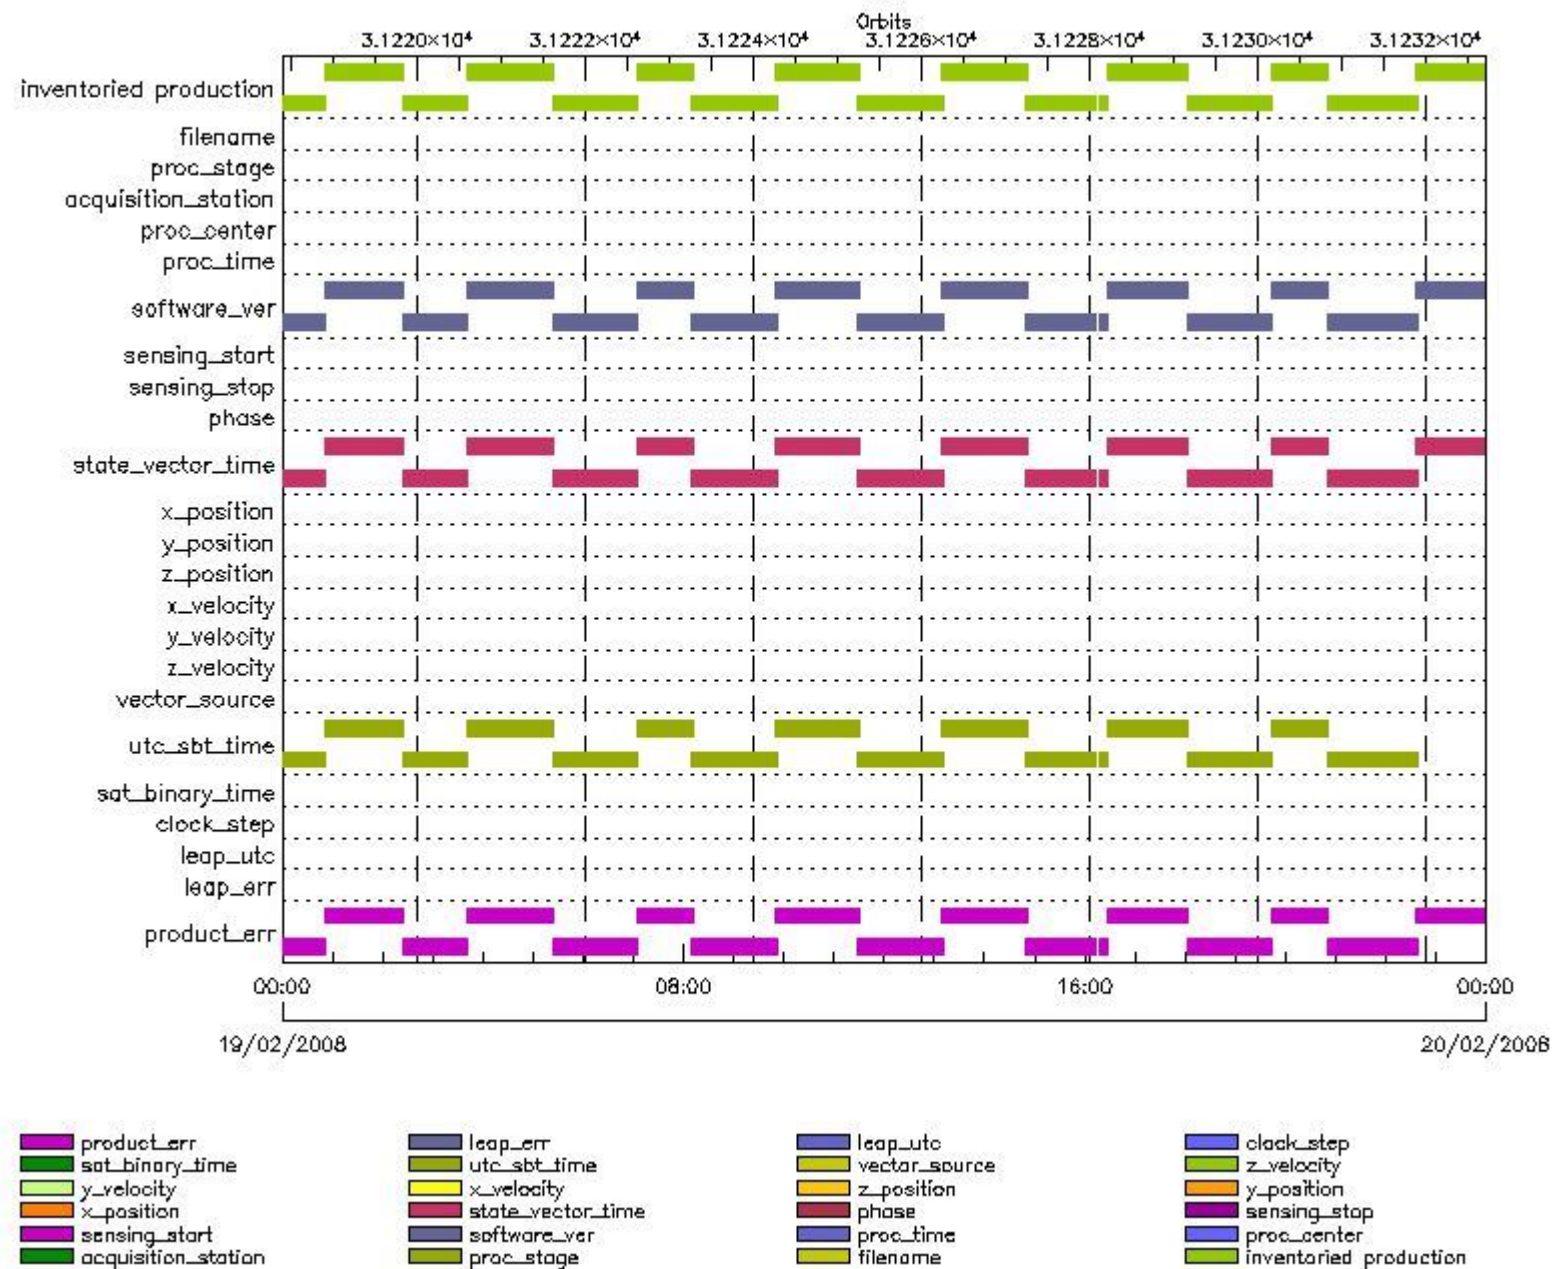 Orbits
3.1220×10⁴ 3.1222×10⁴ 3.1224×10⁴ 3.1226×10⁴ 3.1228×10⁴ 3.1230×10⁴ 3.1232×10⁴
inventoried production
filename
proc_stage
acquisition_station
proc_center
proc_time
software_ver
sensing_start
sensing_stop
phase
state_vector_time
x_position
y_position
z_position
x_velocity
y_velocity
z_velocity
vector_source
utc_sbt_time
sat_binary_time
clock_step
leap_utc
leap_err
product_err
00:00 08:00 16:00 00:00
19/02/2008 20/02/2008
product_err leap_err leap_utc clock_step
sat_binary_time utc_sbt_time vector_source z_velocity
y_velocity x_velocity z_position y_position
x_position state_vector_time phase sensing_stop
sensing_start software_ver proc_time proc_center
acquisition_station proc_stage filename inventoried production